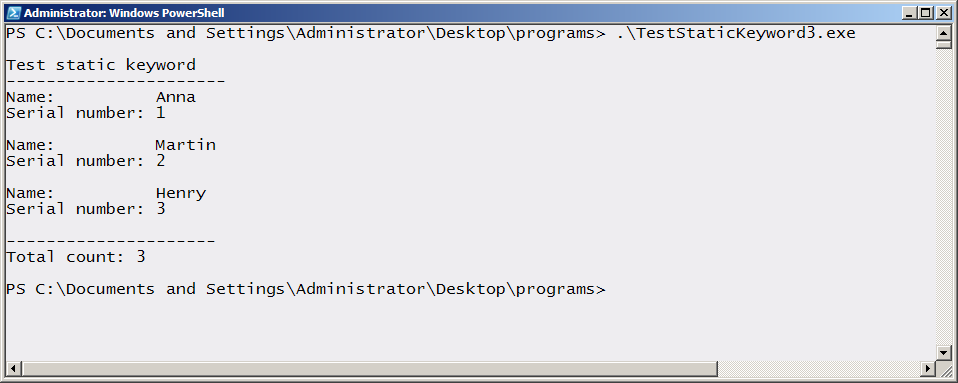 Administrator: Windows PowerShell
PS C:\Documents and Settings\Administrator\Desktop\programs> .\TestStaticKeyword3.exe
Test static keyword
----------------------
Name:          Anna
Serial number: 1
Name:          Martin
Serial number: 2
Name:          Henry
Serial number: 3
---------------------
Total count: 3
PS C:\Documents and Settings\Administrator\Desktop\programs>